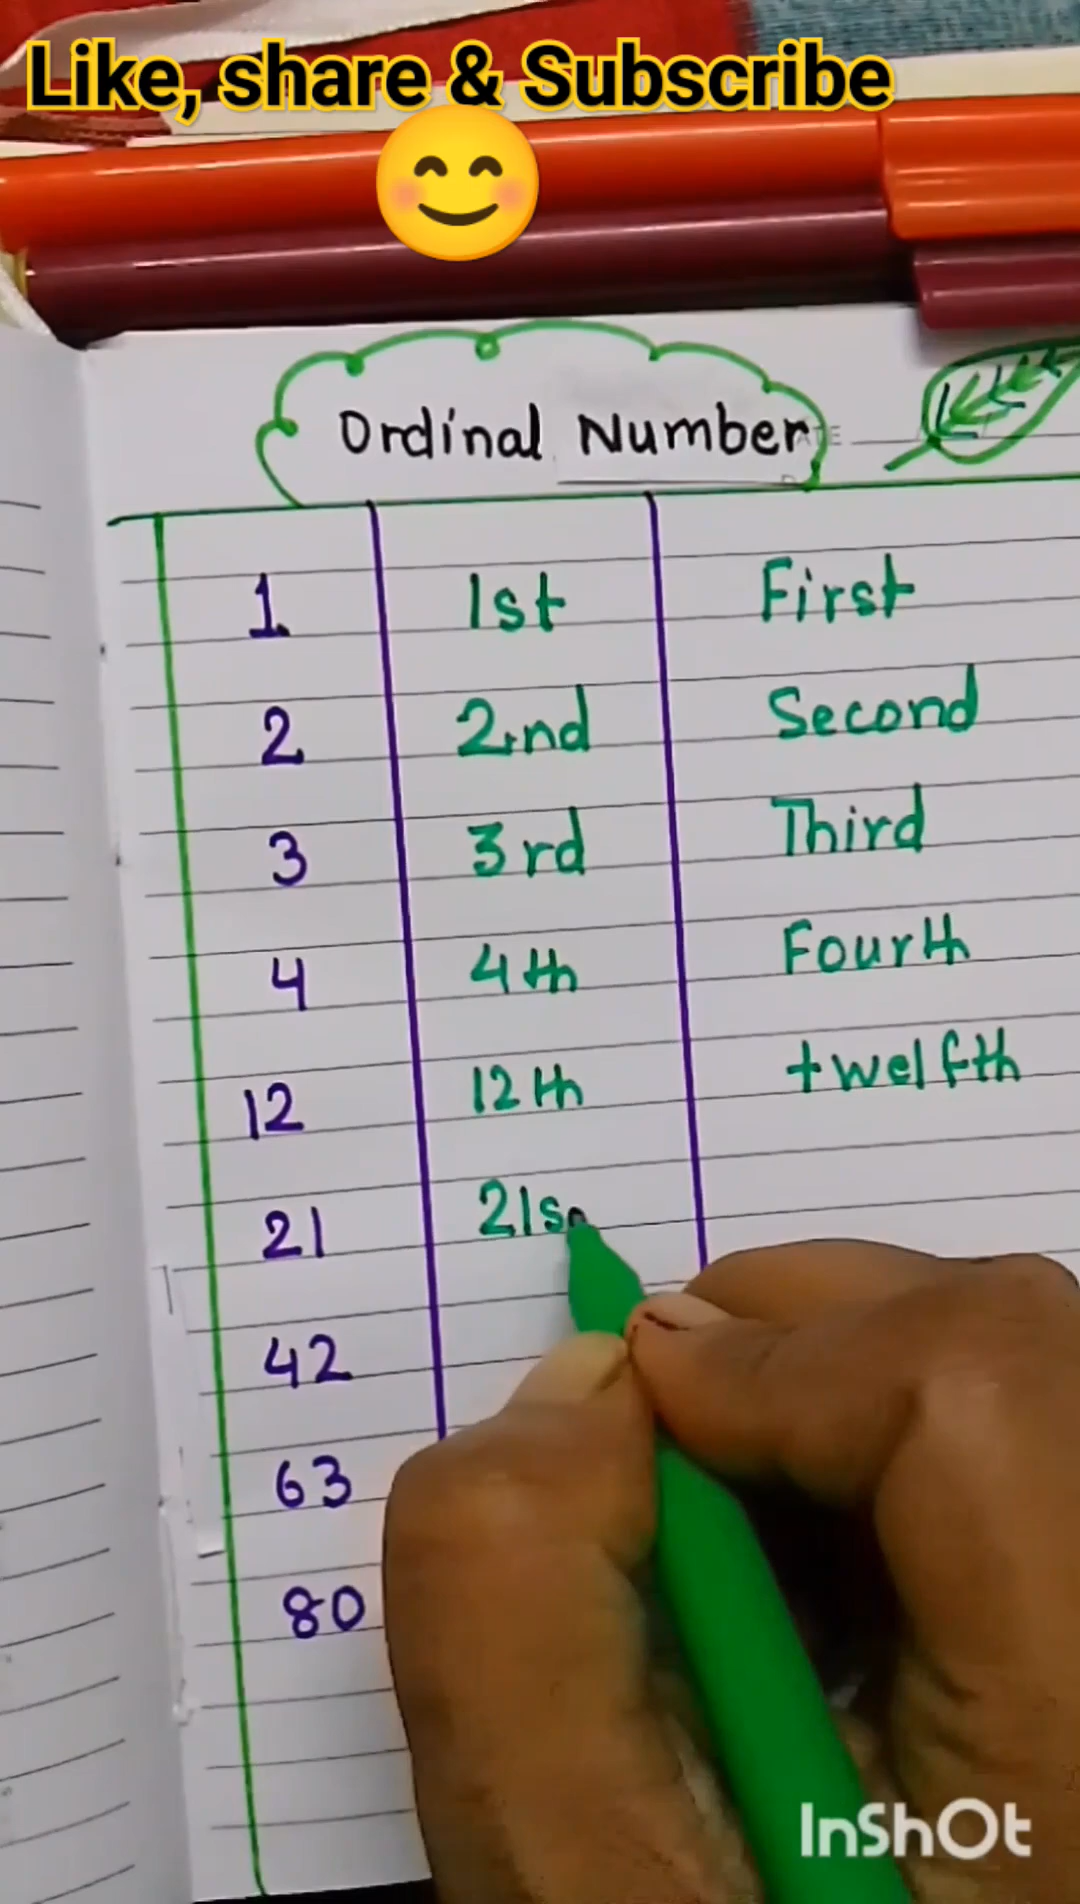 Like, share & Subscribe
Ordinal Number
1 1st First
2 2nd Second
3 3rd Third
4 4th Fourth
12 12th twelfth
21 21s
42
63
80
InShOt